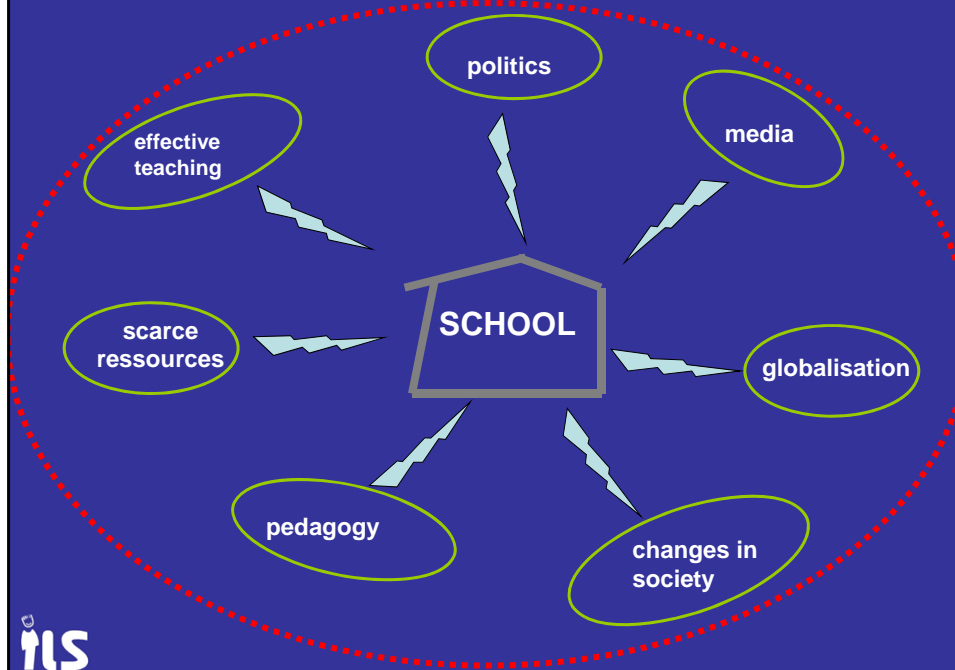 politics
media
effective
teaching
SCHOOL
scarce
ressources
globalisation
pedagogy
changes in
society
ILS